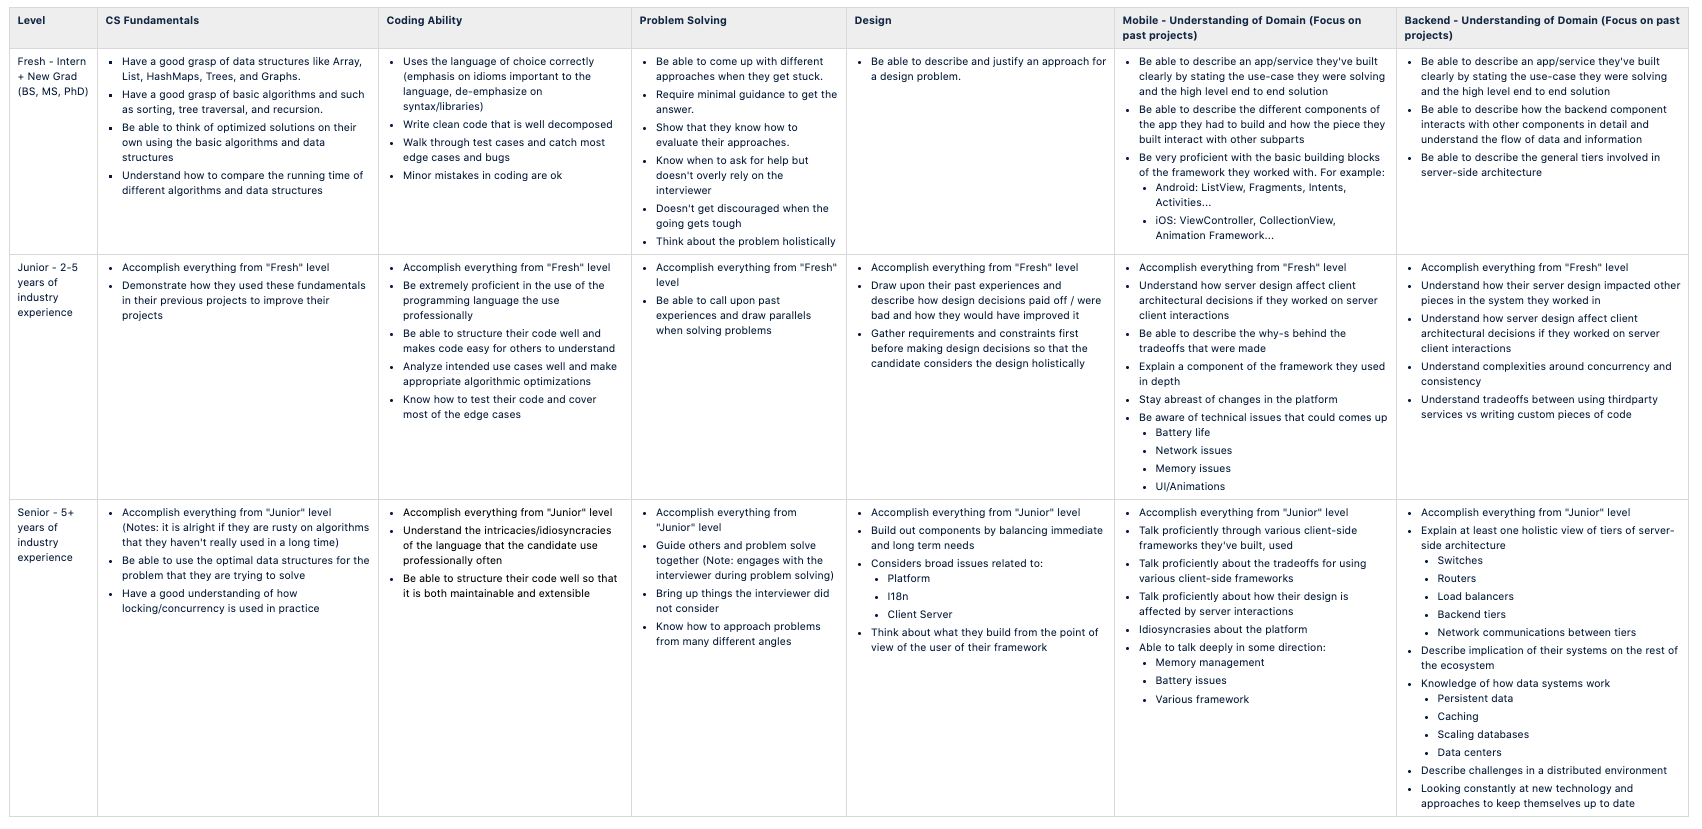 Level
CS Fundamentals
Coding Ability
Problem Solving
Design
Mobile - Understanding of Domain (Focus on
past projects)
Backend - Understanding of Domain (Focus on past
projects)
Fresh - Intern
+ New Grad
(BS, MS, PhD)
Have a good grasp of data structures like Array,
List, HashMaps, Trees, and Graphs.
Have a good grasp of basic algorithms and such
as sorting, tree traversal, and recursion.
Be able to think of optimized solutions on their
own using the basic algorithms and data
structures
Understand how to compare the running time of
different algorithms and data structures
Uses the language of choice correctly
(emphasis on idioms important to the
language, de-emphasize on
syntax/libraries)
Write clean code that is well decomposed
Walk through test cases and catch most
edge cases and bugs
Minor mistakes in coding are ok
Be able to come up with different
approaches when they get stuck.
Require minimal guidance to get the
answer.
Show that they know how to
evaluate their approaches.
Know when to ask for help but
doesn't overly rely on the
interviewer
Doesn't get discouraged when the
going gets tough
Think about the problem holistically
Be able to describe and justify an approach for
a design problem.
Be able to describe an app/service they've built
clearly by stating the use-case they were solving
and the high level end to end solution
Be able to describe the different components of
the app they had to build and how the piece they
built interact with other subparts
Be very proficient with the basic building blocks
of the framework they worked with. For example:
Android: ListView, Fragments, Intents,
Activities...
iOS: ViewController, CollectionView,
Animation Framework...
Be able to describe an app/service they've built
clearly by stating the use-case they were solving
and the high level end to end solution
Be able to describe how the backend component
interacts with other components in detail and
understand the flow of data and information
Be able to describe the general tiers involved in
server-side architecture
Junior - 2-5
years of
industry
experience
Accomplish everything from "Fresh" level
Demonstrate how they used these fundamentals
in their previous projects to improve their
projects
Accomplish everything from "Fresh" level
Be extremely proficient in the use of the
programming language the use
professionally
Be able to structure their code well and
makes code easy for others to understand
Analyze intended use cases well and make
appropriate algorithmic optimizations
Know how to test their code and cover
most of the edge cases
Accomplish everything from "Fresh"
level
Be able to call upon past
experiences and draw parallels
when solving problems
Accomplish everything from "Fresh" level
Draw upon their past experiences and
describe how design decisions paid off / were
bad and how they would have improved it
Gather requirements and constraints first
before making design decisions so that the
candidate considers the design holistically
Accomplish everything from "Fresh" level
Understand how server design affect client
architectural decisions if they worked on server
client interactions
Be able to describe the why-s behind the
tradeoffs that were made
Explain a component of the framework they used
in depth
Stay abreast of changes in the platform
Be aware of technical issues that could comes up
Battery life
Network issues
Memory issues
UI/Animations
Accomplish everything from "Fresh" level
Understand how their server design impacted other
pieces in the system they worked in
Understand how server design affect client
architectural decisions if they worked on server
client interactions
Understand complexities around concurrency and
consistency
Understand tradeoffs between using thirdparty
services vs writing custom pieces of code
Senior - 5+
years of
industry
experience
Accomplish everything from "Junior" level
(Notes: it is alright if they are rusty on algorithms
that they haven't really used in a long time)
Be able to use the optimal data structures for the
problem that they are trying to solve
Have a good understanding of how
locking/concurrency is used in practice
Accomplish everything from "Junior" level
Understand the intricacies/idiosyncracies
of the language that the candidate use
professionally often
Be able to structure their code well so that
it is both maintainable and extensible
Accomplish everything from
"Junior" level
Guide others and problem solve
together (Note: engages with the
interviewer during problem solving)
Bring up things the interviewer did
not consider
Know how to approach problems
from many different angles
Accomplish everything from "Junior" level
Build out components by balancing immediate
and long term needs
Considers broad issues related to:
Platform
I18n
Client Server
Think about what they build from the point of
view of the user of their framework
Accomplish everything from "Junior" level
Talk proficiently through various client-side
frameworks they've built, used
Talk proficiently about the tradeoffs for using
various client-side frameworks
Talk proficiently about how their design is
affected by server interactions
Idiosyncrasies about the platform
Able to talk deeply in some direction:
Memory management
Battery issues
Various framework
Accomplish everything from "Junior" level
Explain at least one holistic view of tiers of server-
side architecture
Switches
Routers
Load balancers
Backend tiers
Network communications between tiers
Describe implication of their systems on the rest of
the ecosystem
Knowledge of how data systems work
Persistent data
Caching
Scaling databases
Data centers
Describe challenges in a distributed environment
Looking constantly at new technology and
approaches to keep themselves up to date